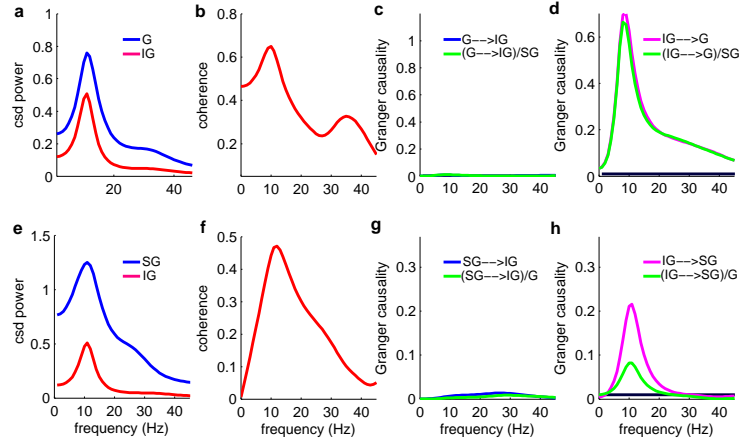 a
csd power
0.8
0.6
0.4
0.2
0
20
40
G
IG
b
coherence
0.8
0.6
0.4
0.2
0
10
20
30
40
c
Granger causality
1
0.8
0.6
0.4
0.2
0
0
10
20
30
40
G−−>IG
(G−−>IG)/SG
d
Granger causality
0.6
0.4
0.2
0
0
10
20
30
40
IG−−>G
(IG−−>G)/SG
e
csd power
1.5
1
0.5
0
0
10
20
30
40
frequency (Hz)
SG
IG
f
coherence
0.5
0.4
0.3
0.2
0.1
0
0
10
20
30
40
frequency (Hz)
g
Granger causality
0.3
0.2
0.1
0
0
10
20
30
40
frequency (Hz)
SG−−>IG
(SG−−>IG)/G
h
Granger causality
0.3
0.2
0.1
0
0
10
20
30
40
frequency (Hz)
IG−−>SG
(IG−−>SG)/G